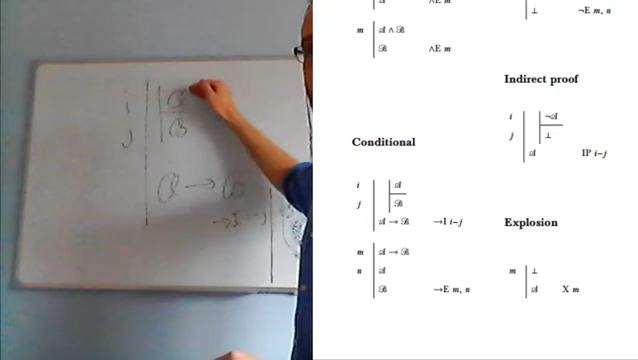 i 𝒜
j ℬ
𝒜 → ℬ
→I i–j
∧E m
m 𝒜 ∧ ℬ
ℬ ∧E m
Conditional
i 𝒜
j ℬ
𝒜 → ℬ →I i–j
m 𝒜 → ℬ
n 𝒜
ℬ →E m, n
⊥ ¬E m, n
Indirect proof
i ¬𝒜
j ⊥
𝒜 IP i–j
Explosion
m ⊥
𝒜 X m